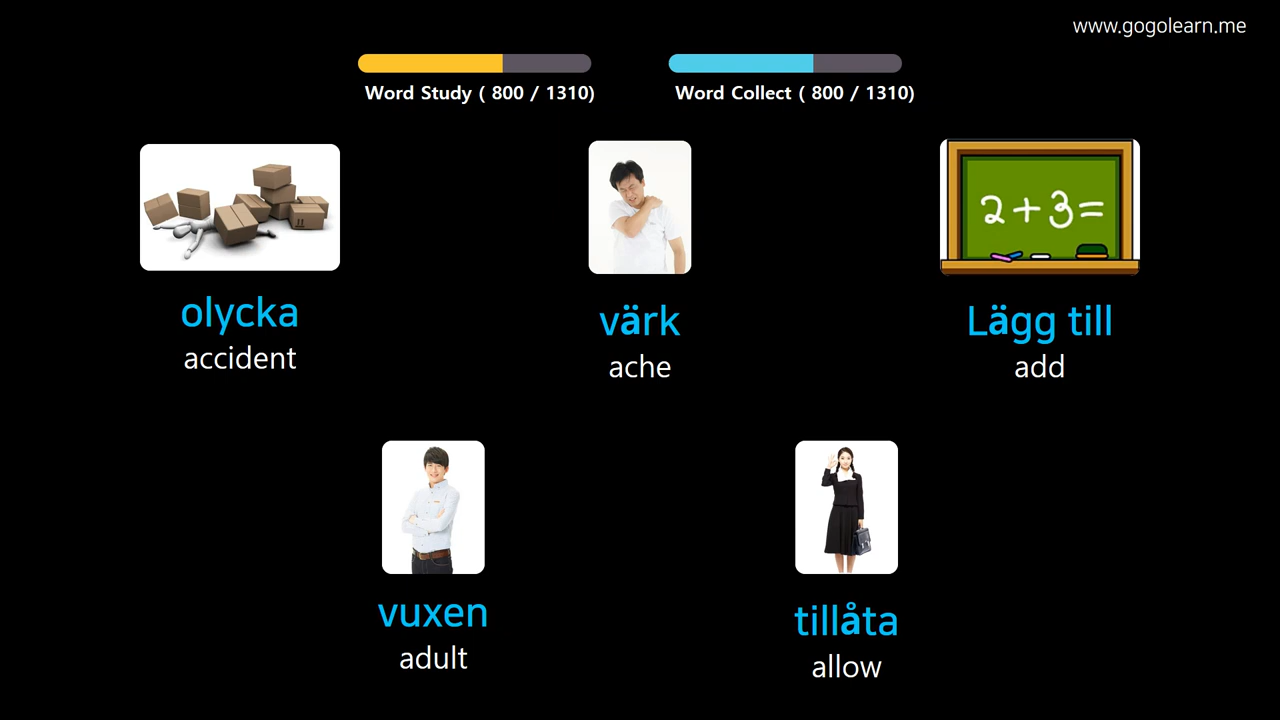 www.gogolearn.me
Word Study ( 800 / 1310)
Word Collect ( 800 / 1310)
2+3=
olycka
accident
värk
ache
Lägg till
add
vuxen
adult
tillåta
allow